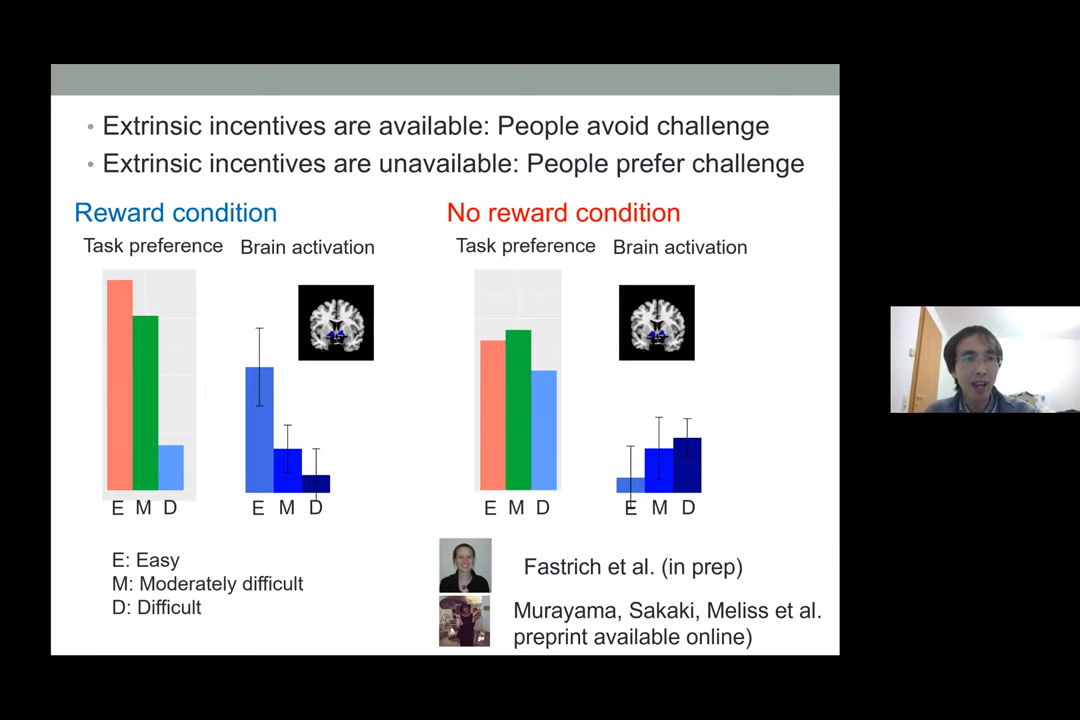 • Extrinsic incentives are available: People avoid challenge
• Extrinsic incentives are unavailable: People prefer challenge
Reward condition
Task preference
Brain activation
E M D
E M D
No reward condition
Task preference
Brain activation
E M D
E M D
E: Easy
M: Moderately difficult
D: Difficult
Fastrich et al. (in prep)
Murayama, Sakaki, Meliss et al.
preprint available online)